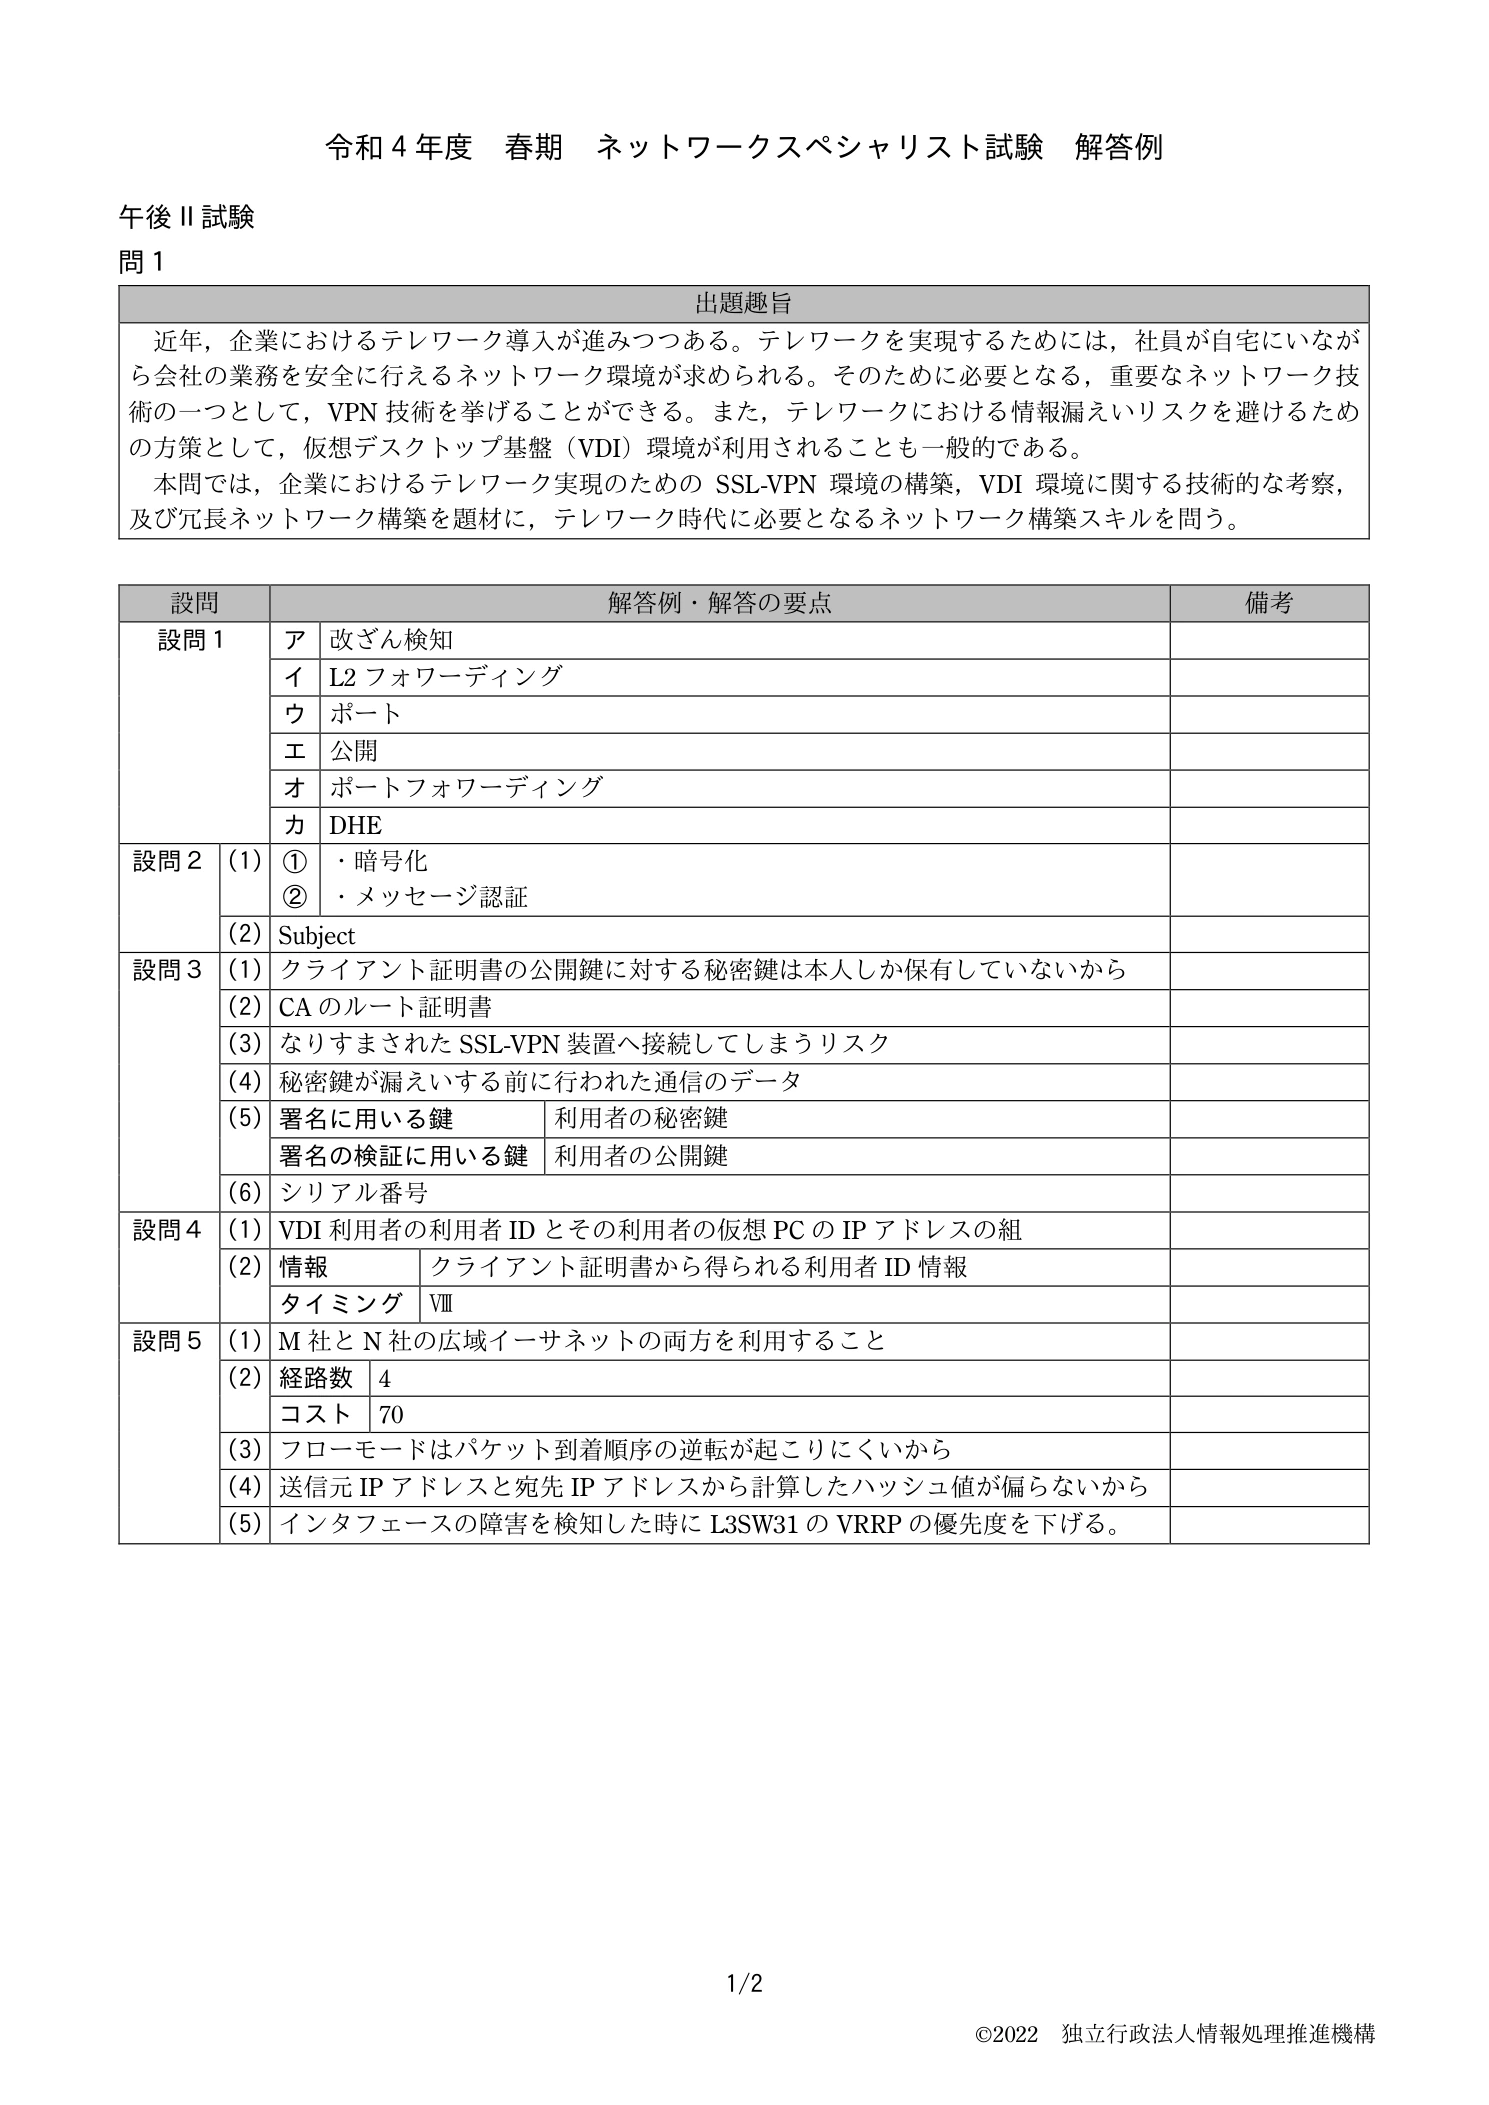 令和4年度　春期　ネットワークスペシャリスト試験　解答例
午後Ⅱ試験
問1
出題趣旨
近年，企業におけるテレワーク導入が進みつつある。テレワークを実現するためには，社員が自宅にいなが
ら会社の業務を安全に行えるネットワーク環境が求められる。そのために必要となる，重要なネットワーク技
術の一つとして，VPN 技術を挙げることができる。また，テレワークにおける情報漏えいリスクを避けるため
の方策として，仮想デスクトップ基盤（VDI）環境が利用されることも一般的である。
本問では，企業におけるテレワーク実現のための SSL-VPN 環境の構築，VDI 環境に関する技術的な考察，
及び冗長ネットワーク構築を題材に，テレワーク時代に必要となるネットワーク構築スキルを問う。
設問 解答例・解答の要点 備考
設問1 ア 改ざん検知
イ L2 フォワーディング
ウ ポート
エ 公開
オ ポートフォワーディング
カ DHE
設問2 (1) ① ・暗号化
② ・メッセージ認証
(2) Subject
設問3 (1) クライアント証明書の公開鍵に対する秘密鍵は本人しか保有していないから
(2) CA のルート証明書
(3) なりすまされた SSL-VPN 装置へ接続してしまうリスク
(4) 秘密鍵が漏えいする前に行われた通信のデータ
(5) 署名に用いる鍵 利用者の秘密鍵
署名の検証に用いる鍵 利用者の公開鍵
(6) シリアル番号
設問4 (1) VDI 利用者の利用者 ID とその利用者の仮想 PC の IP アドレスの組
(2) 情報 クライアント証明書から得られる利用者 ID 情報
タイミング Ⅷ
設問5 (1) M 社と N 社の広域イーサネットの両方を利用すること
(2) 経路数 4
コスト 70
(3) フローモードはパケット到着順序の逆転が起こりにくいから
(4) 送信元 IP アドレスと宛先 IP アドレスから計算したハッシュ値が偏らないから
(5) インタフェースの障害を検知した時に L3SW31 の VRRP の優先度を下げる。
1/2
©2022　独立行政法人情報処理推進機構